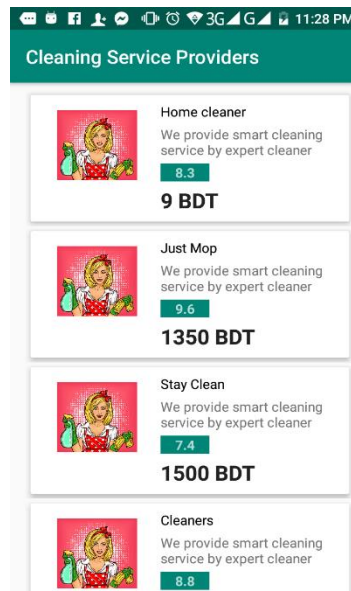 3G G 11:28 PM
Cleaning Service Providers
Home cleaner
We provide smart cleaning
service by expert cleaner
8.3
9 BDT
Just Mop
We provide smart cleaning
service by expert cleaner
9.6
1350 BDT
Stay Clean
We provide smart cleaning
service by expert cleaner
7.4
1500 BDT
Cleaners
We provide smart cleaning
service by expert cleaner
8.8